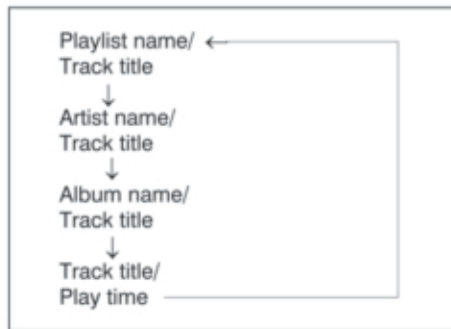 Playlist name/
Track title
Artist name/
Track title
Album name/
Track title
Track title/
Play time